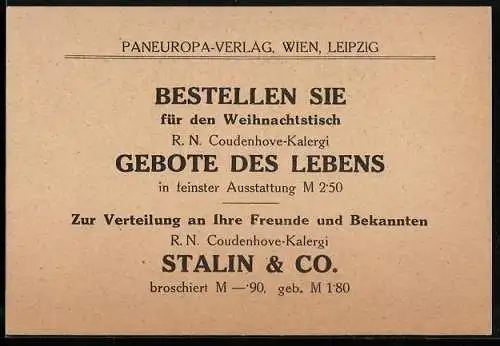 PANEUROPA-VERLAG, WIEN, LEIPZIG
BESTELLEN SIE
für den Weihnachtstisch
R. N. Coudenhove-Kalergi
GEBOTE DES LEBENS
in feinster Ausstattung M 2·50
Zur Verteilung an Ihre Freunde und Bekannten
R. N. Coudenhove-Kalergi
STALIN & CO.
broschiert M —·90, geb. M 1·80